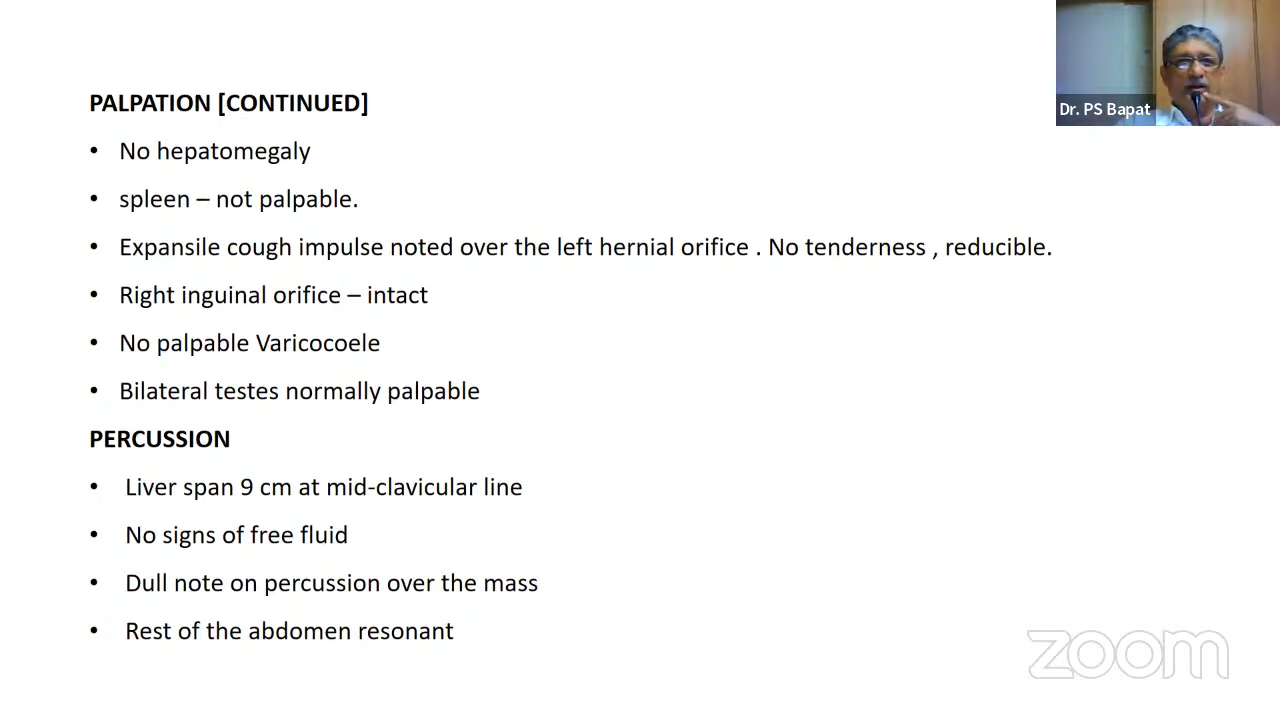 PALPATION [CONTINUED]
• No hepatomegaly
• spleen – not palpable.
• Expansile cough impulse noted over the left hernial orifice . No tenderness , reducible.
• Right inguinal orifice – intact
• No palpable Varicocoele
• Bilateral testes normally palpable
PERCUSSION
• Liver span 9 cm at mid-clavicular line
• No signs of free fluid
• Dull note on percussion over the mass
• Rest of the abdomen resonant
Dr. PS Bapat
zoom